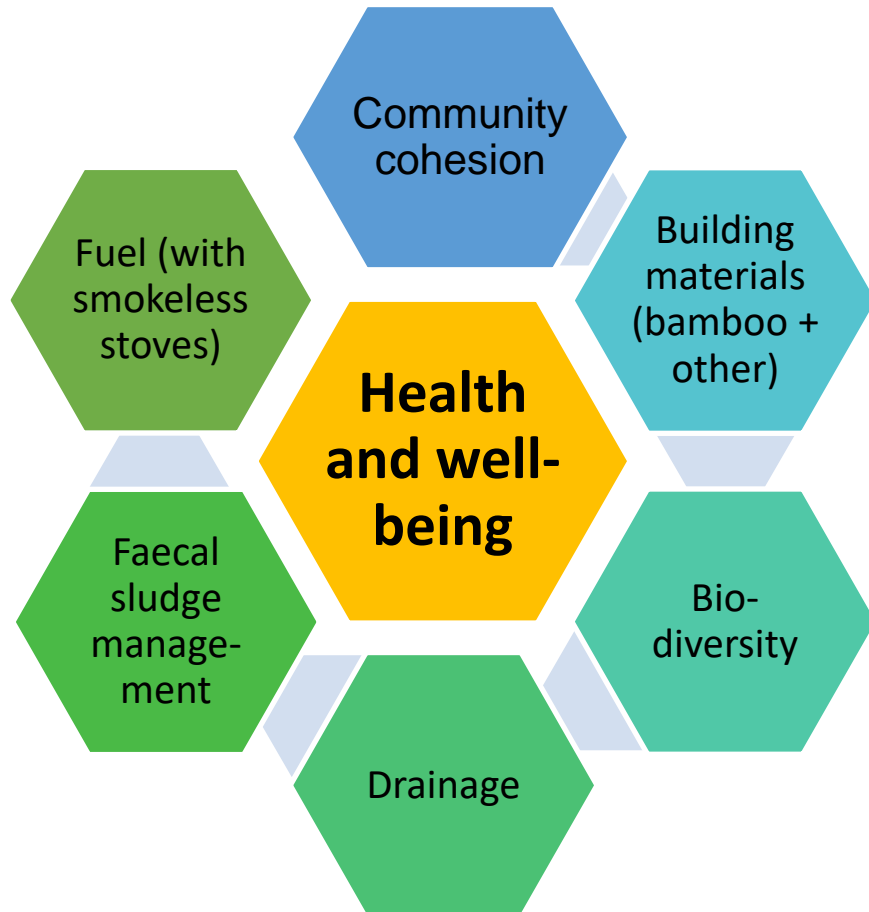 Community
cohesion
Building
materials
(bamboo +
other)
Bio-
diversity
Drainage
Faecal
sludge
manage-
ment
Fuel (with
smokeless
stoves)
Health
and well-
being